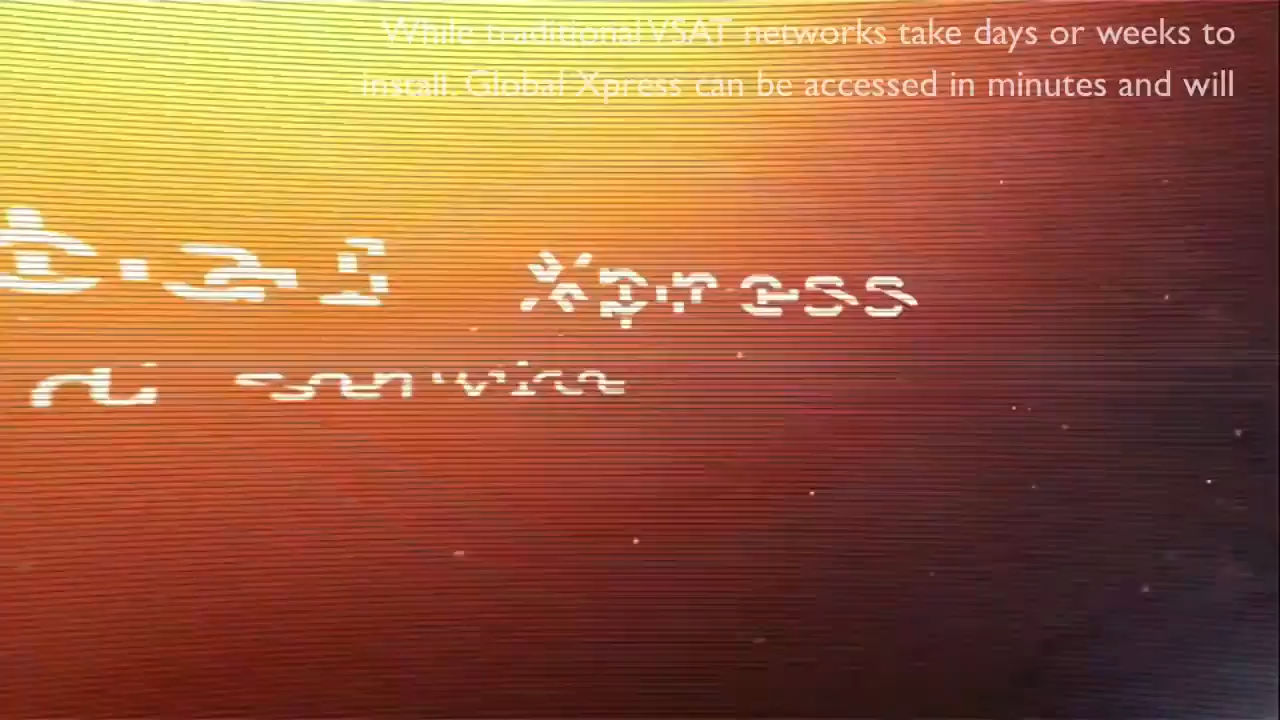 While traditional VSAT networks take days or weeks to
install. Global Xpress can be accessed in minutes and will
Xpress
service